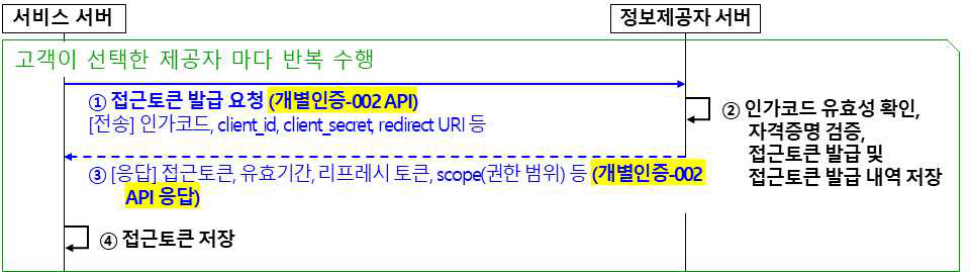 서비스 서버
정보제공자 서버
고객이 선택한 제공자 마다 반복 수행
① 접근토큰 발급 요청 (개별인증-002 API)
[전송] 인가코드, client_id, client_secret, redirect URI 등
② 인가코드 유효성 확인,
자격증명 검증,
접근토큰 발급 및
접근토큰 발급 내역 저장
③ [응답] 접근토큰, 유효기간, 리프레시 토큰, scope(권한 범위) 등 (개별인증-002
API 응답)
④ 접근토큰 저장